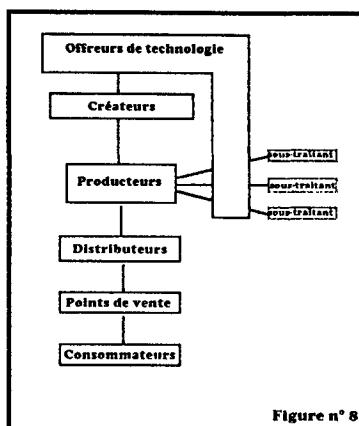 Offreurs de technologie
Créateurs
Producteurs
sous-traitant
sous-traitant
sous-traitant
Distributeurs
Points de vente
Consommateurs
Figure n° 8